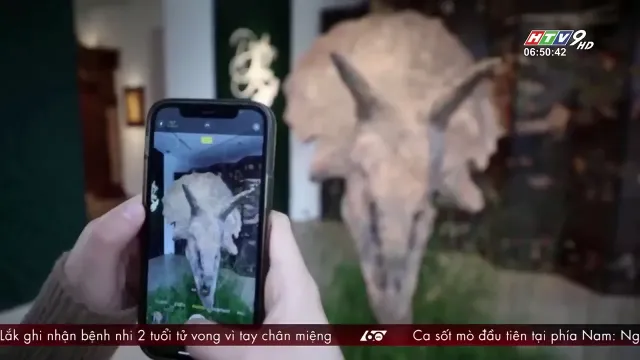 HTV9 HD
06:50:42
Lắk ghi nhận bệnh nhi 2 tuổi tử vong vì tay chân miệng 60 Ca sốt mò đầu tiên tại phía Nam: Ng